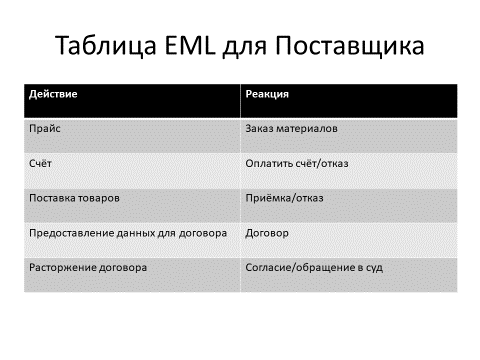 Таблица EML для Поставщика
Действие Реакция
Прайс Заказ материалов
Счёт Оплатить счёт/отказ
Поставка товаров Приёмка/отказ
Предоставление данных для договора Договор
Расторжение договора Согласие/обращение в суд